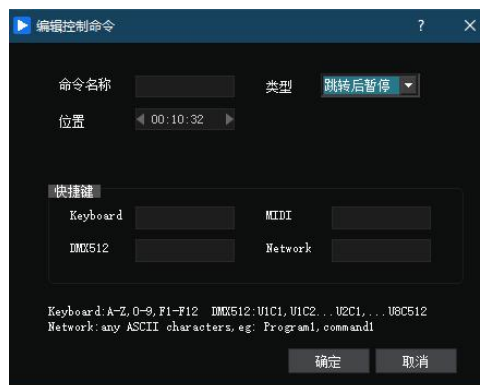 编辑控制命令
命令名称
类型 跳转后暂停
位置 00:10:32
快捷键
Keyboard
MIDI
DMX512
Network
Keyboard:A-Z,0-9,F1-F12 DMX512:U1C1,U1C2...U2C1,...U8C512
Network:any ASCII characters,eg: Program1,command1
确定 取消